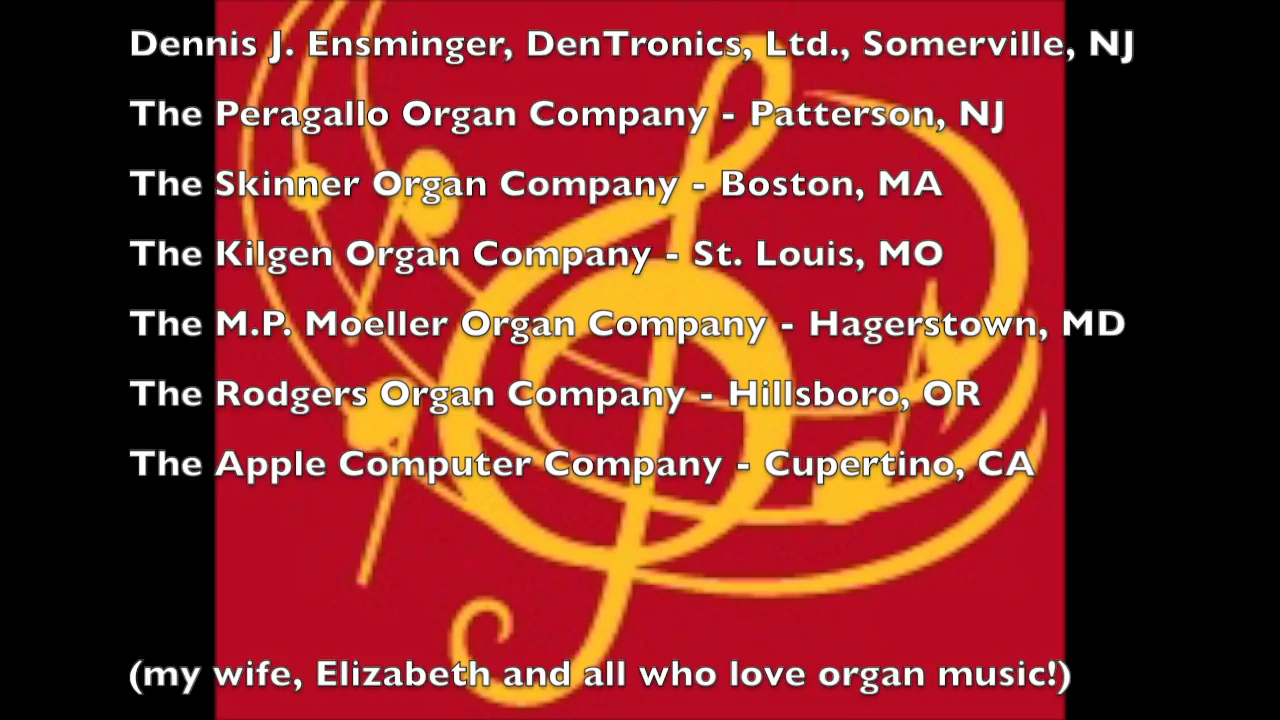 Dennis J. Ensminger, DenTronics, Ltd., Somerville, NJ
The Peragallo Organ Company - Patterson, NJ
The Skinner Organ Company - Boston, MA
The Kilgen Organ Company - St. Louis, MO
The M.P. Moeller Organ Company - Hagerstown, MD
The Rodgers Organ Company - Hillsboro, OR
The Apple Computer Company - Cupertino, CA
(my wife, Elizabeth and all who love organ music!)